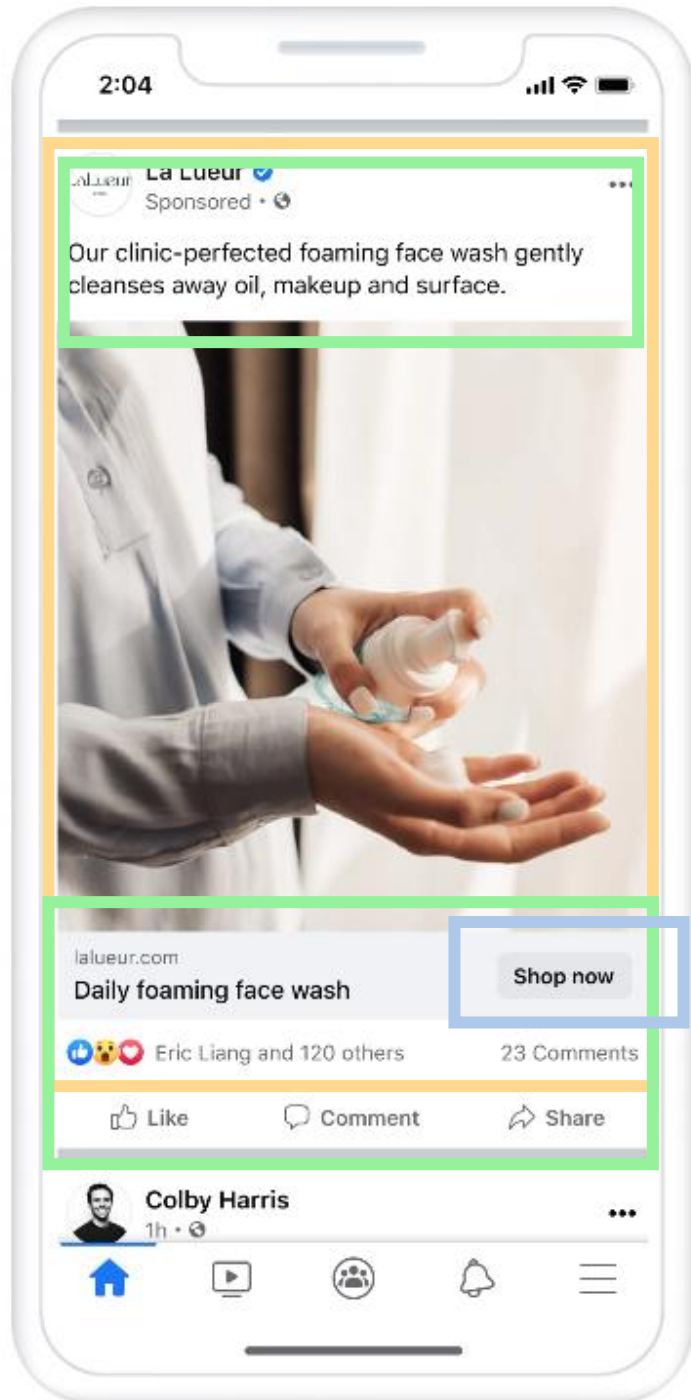 2:04
LaLueur
La Lueur
Sponsored •
Our clinic-perfected foaming face wash gently
cleanses away oil, makeup and surface.
lalueur.com
Daily foaming face wash
Shop now
Eric Liang and 120 others
23 Comments
Like
Comment
Share
Colby Harris
1h •